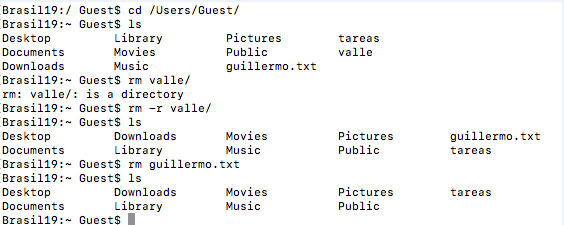 [Brasil19:/ Guest$ cd /Users/Guest/
[Brasil19:~ Guest$ ls
Desktop Library Pictures tareas
Documents Movies Public valle
Downloads Music guillermo.txt
[Brasil19:~ Guest$ rm valle/
rm: valle/: is a directory
[Brasil19:~ Guest$ rm -r valle/
[Brasil19:~ Guest$ ls
Desktop Downloads Movies Pictures guillermo.txt
Documents Library Music Public tareas
[Brasil19:~ Guest$ rm guillermo.txt
[Brasil19:~ Guest$ ls
Desktop Downloads Movies Pictures tareas
Documents Library Music Public
Brasil19:~ Guest$